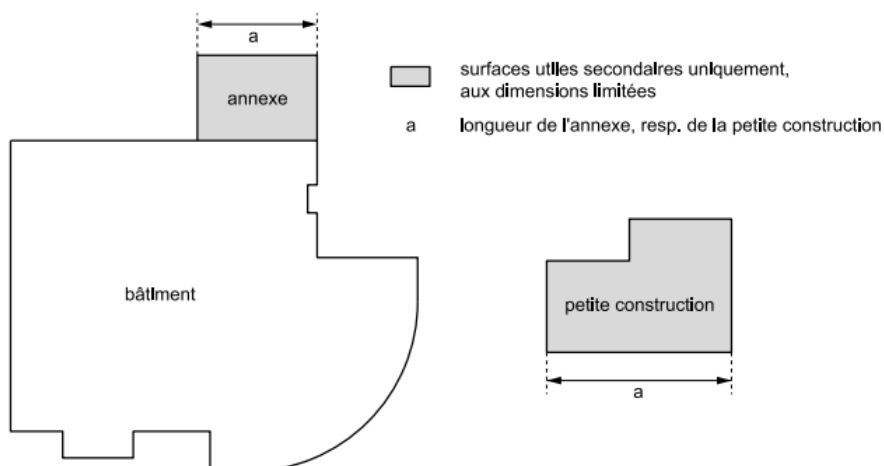 a
annexe
surfaces utiles secondaires uniquement,
aux dimensions limitées
a longueur de l'annexe, resp. de la petite construction
bâtiment
petite construction
a